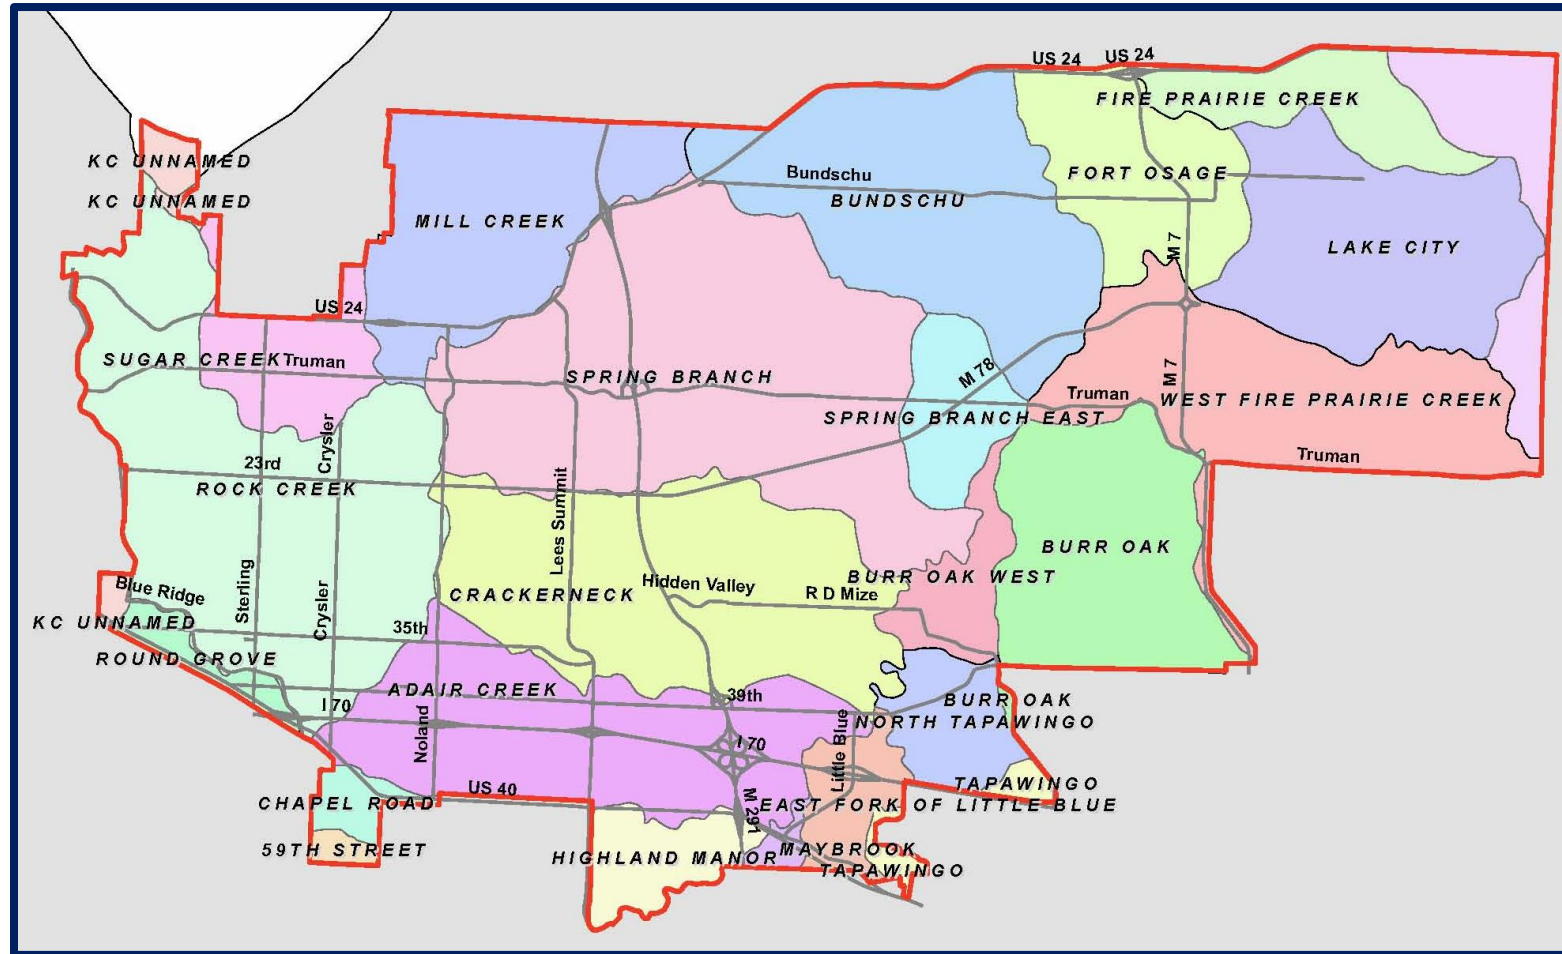 US 24
US 24
FIRE PRAIRIE CREEK
KC UNNAMED
Bundschu
FORT OSAGE
KC UNNAMED
BUNDSCHU
MILL CREEK
M 7
LAKE CITY
US 24
SUGAR CREEK
Truman
SPRING BRANCH
M 78
M 7
Truman
WEST FIRE PRAIRIE CREEK
SPRING BRANCH EAST
Crysler
23rd
Truman
ROCK CREEK
Lees Summit
BURR OAK
Sterling
Blue Ridge
Hidden Valley
BURR OAK WEST
R D Mize
CRACKERNECK
Crysler
KC UNNAMED
35th
ROUND GROVE
ADAIR CREEK
39th
BURR OAK
I 70
NORTH TAPAWINGO
Noland
I 70
Little Blue
TAPAWINGO
US 40
CHAPEL ROAD
M 291
EAST FORK OF LITTLE BLUE
59TH STREET
HIGHLAND MANOR
MAYBROOK
TAPAWINGO